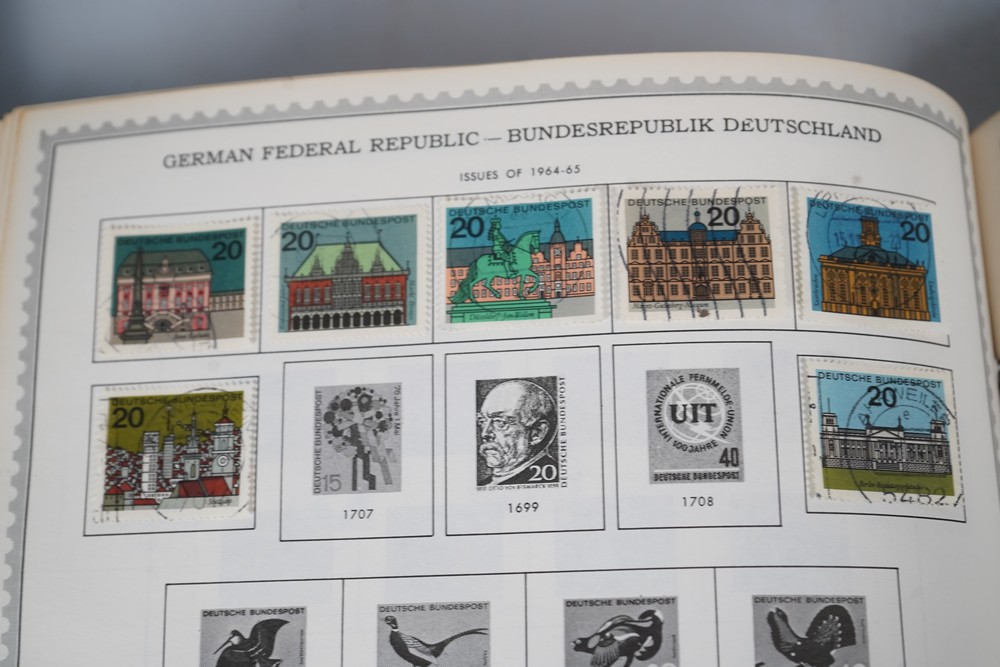 GERMAN FEDERAL REPUBLIC — BUNDESREPUBLIK DEUTSCHLAND
ISSUES OF 1964-65
20
DEUTSCHE BUNDESPOST
20
DEUTSCHE BUNDESPOST
20
DEUTSCHE BUNDESPOST
20
DEUTSCHE BUNDESPOST
20
DEUTSCHE BUNDESPOST
20
DEUTSCHE BUNDESPOST
15
1707
20
DEUTSCHE BUNDESPOST
1699
INTERNATIONALE FERNMELDE-UNION
UIT
100 JAHRE
40
DEUTSCHE BUNDESPOST
1708
DEUTSCHE BUNDESPOST
20
5482
DEUTSCHE BUNDESPOST
DEUTSCHE BUNDESPOST
DEUTSCHE BUNDESPOST
DEUTSCHE BUNDESPOST